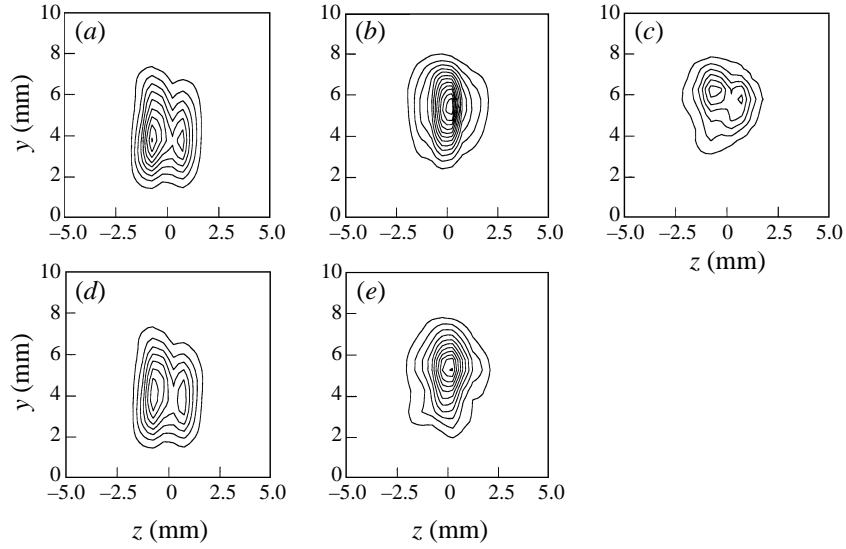 (a) (b) (c)
10 10 10
8 8 8
6 6 6
y (mm)
4 4 4
2 2 2
0 0 0
–5.0 –2.5 0 2.5 5.0 –5.0 –2.5 0 2.5 5.0 –5.0 –2.5 0 2.5 5.0
z (mm)
(d) (e)
10 10
8 8
6 6
y (mm)
4 4
2 2
0 0
–5.0 –2.5 0 2.5 5.0 –5.0 –2.5 0 2.5 5.0
z (mm) z (mm)